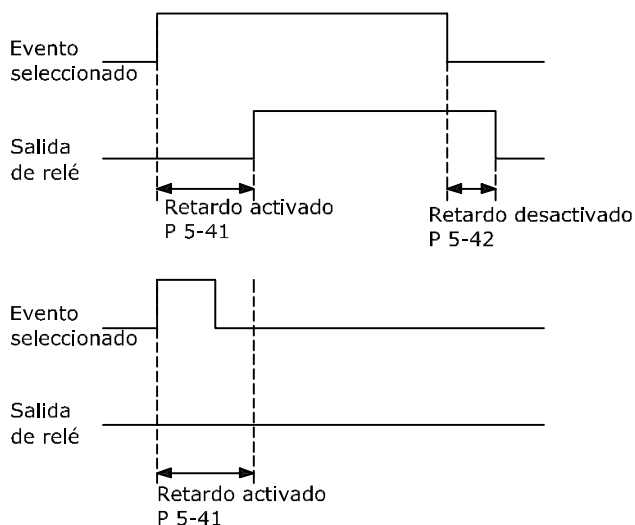 Evento
seleccionado
Salida
de relé
Retardo activado
P 5-41
Retardo desactivado
P 5-42
Evento
seleccionado
Salida
de relé
Retardo activado
P 5-41